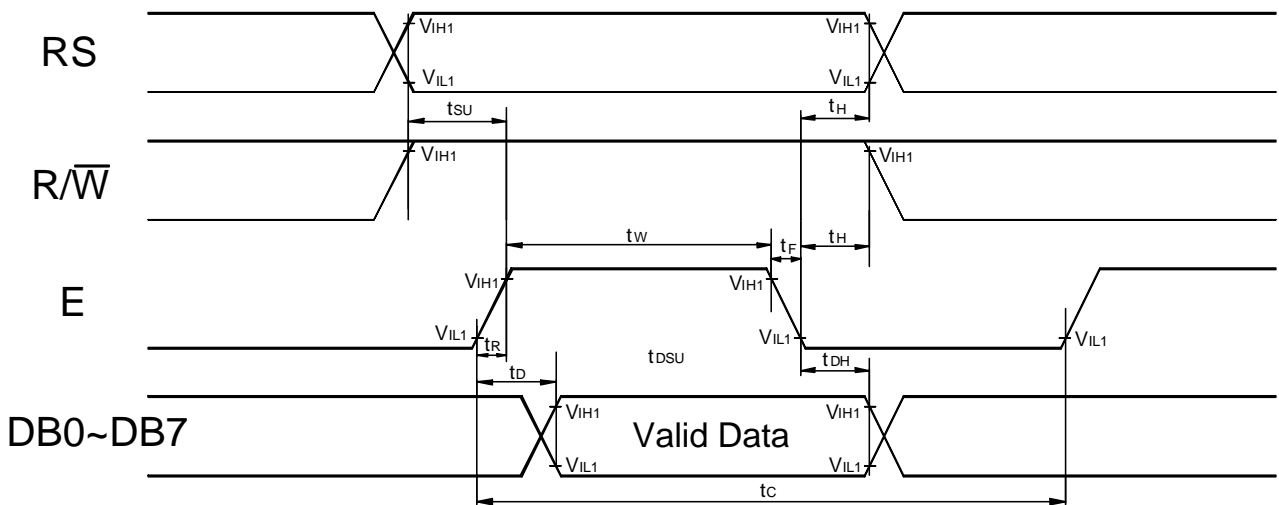 VIH1 VIH1
RS
VIL1 VIL1
tSU tH
R/W̅ VIH1 VIH1
tW tF tH
VIH1 VIH1
E
VIL1 VIL1 VIL1
tR tDSU tDH
tD
VIH1 VIH1
DB0~DB7 Valid Data
VIL1 VIL1
tC